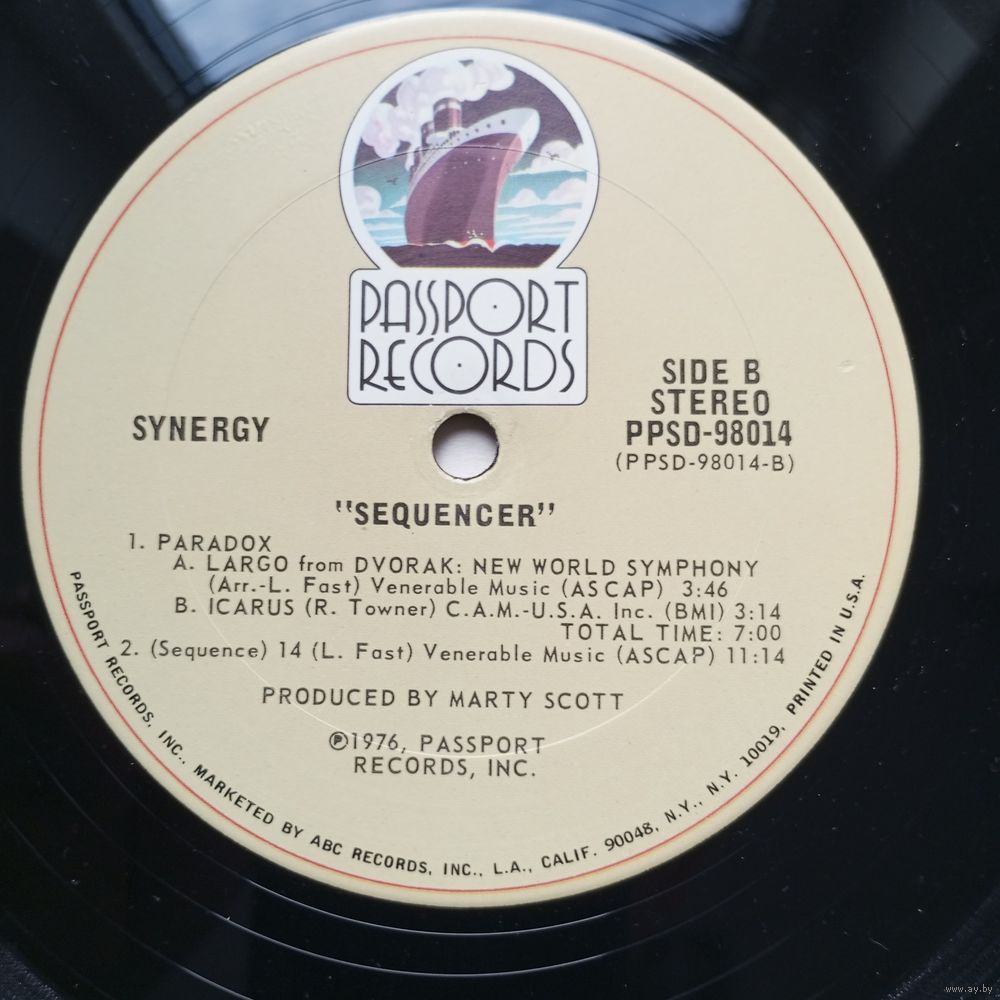 PASSPORT
RECORDS
SIDE B
STEREO
PPSD-98014
(PPSD-98014-B)
SYNERGY
"SEQUENCER"
1. PARADOX
A. LARGO from DVORAK: NEW WORLD SYMPHONY
(Arr.-L. Fast) Venerable Music (ASCAP) 3:46
B. ICARUS (R. Towner) C.A.M.-U.S.A. Inc. (BMI) 3:14
TOTAL TIME: 7:00
2. (Sequence) 14 (L. Fast) Venerable Music (ASCAP) 11:14
PRODUCED BY MARTY SCOTT
℗1976, PASSPORT
RECORDS, INC.
PASSPORT RECORDS, INC., MARKETED BY ABC RECORDS, INC., L.A., CALIF. 90048, N.Y., N.Y. 10019, PRINTED IN U.S.A.
www.ay.by